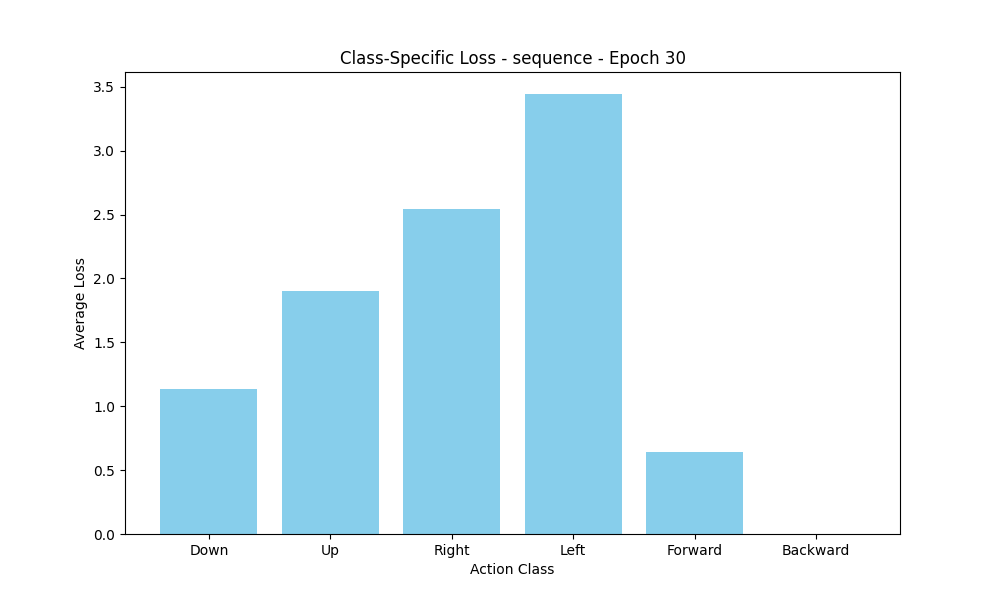 Class-Specific Loss - sequence - Epoch 30
Average Loss
3.5
3.0
2.5
2.0
1.5
1.0
0.5
0.0
Down Up Right Left Forward Backward
Action Class